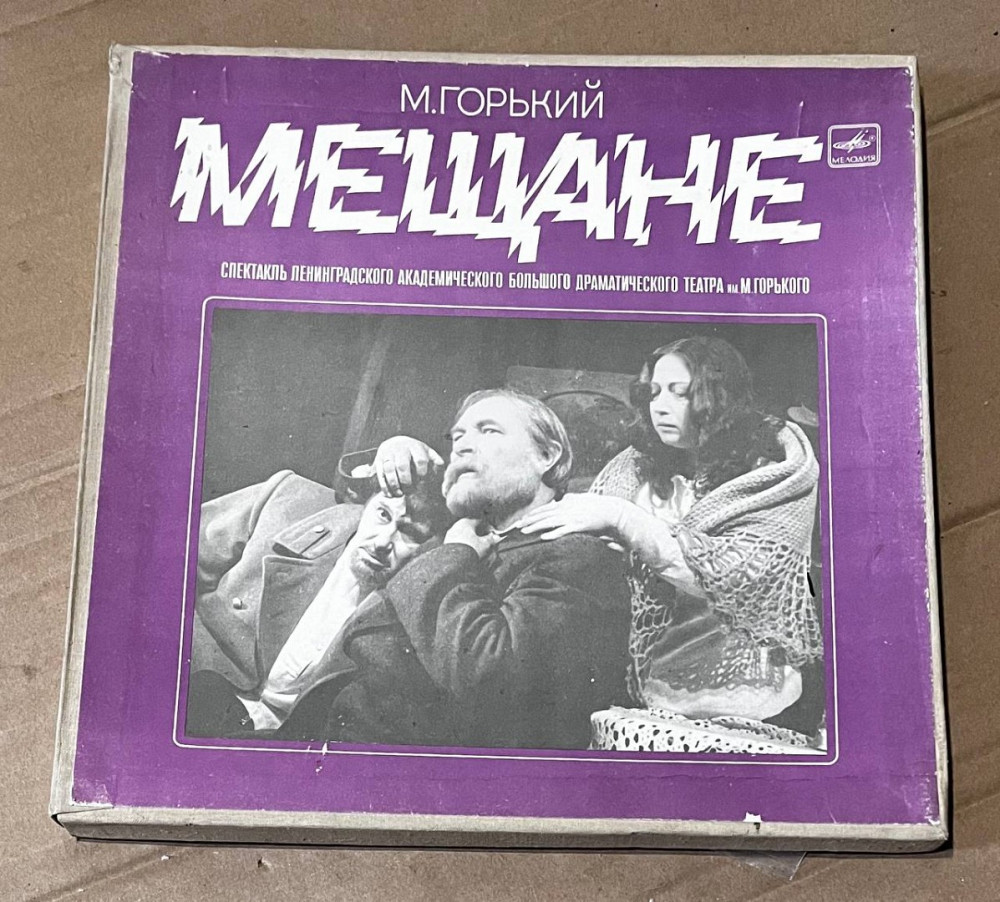 М.ГОРЬКИЙ
МЕЩАНЕ
МЕЛОДИЯ
СПЕКТАКЛЬ ЛЕНИНГРАДСКОГО АКАДЕМИЧЕСКОГО БОЛЬШОГО ДРАМАТИЧЕСКОГО ТЕАТРА им. М.ГОРЬКОГО